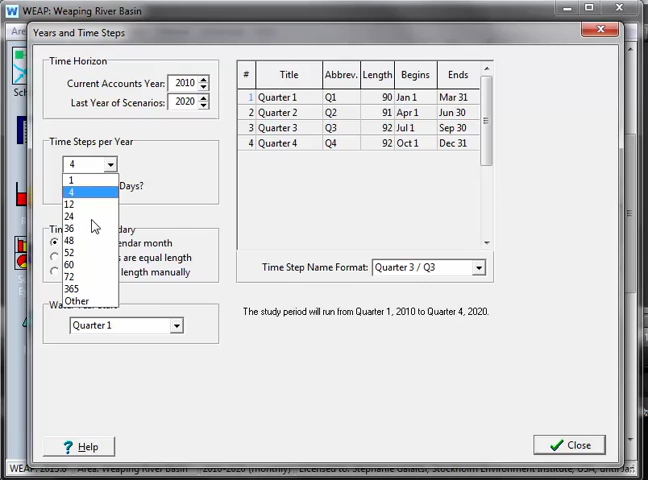 WEAP: Weaping River Basin
Years and Time Steps
Time Horizon
Current Accounts Year: 2010
Last Year of Scenarios: 2020
Time Steps per Year
4
1
4
12
24
36
48
52
60
72
365
Other
Days?
endar month
s are equal length
length manually
Quarter 1
# Title Abbrev. Length Begins Ends
1 Quarter 1 Q1 90 Jan 1 Mar 31
2 Quarter 2 Q2 91 Apr 1 Jun 30
3 Quarter 3 Q3 92 Jul 1 Sep 30
4 Quarter 4 Q4 92 Oct 1 Dec 31
Time Step Name Format: Quarter 3 / Q3
The study period will run from Quarter 1, 2010 to Quarter 4, 2020.
Help
Close
Area: Weaping River Basin 2010-2020 (monthly) Licensed to: Stephanie Galaitsi, Stockholm Environment Institute, USA, until